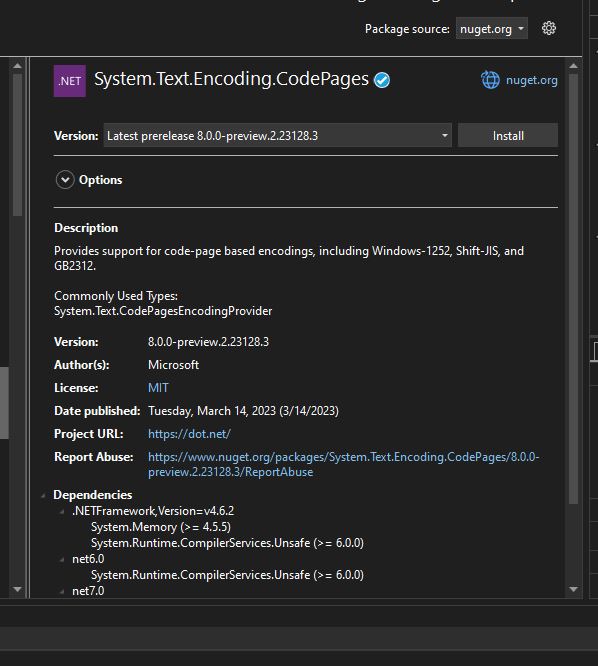 Package source: nuget.org
.NET System.Text.Encoding.CodePages nuget.org
Version: Latest prerelease 8.0.0-preview.2.23128.3 Install
Options
Description
Provides support for code-page based encodings, including Windows-1252, Shift-JIS, and
GB2312.
Commonly Used Types:
System.Text.CodePagesEncodingProvider
Version: 8.0.0-preview.2.23128.3
Author(s): Microsoft
License: MIT
Date published: Tuesday, March 14, 2023 (3/14/2023)
Project URL: https://dot.net/
Report Abuse: https://www.nuget.org/packages/System.Text.Encoding.CodePages/8.0.0-
preview.2.23128.3/ReportAbuse
Dependencies
.NETFramework,Version=v4.6.2
System.Memory (>= 4.5.5)
System.Runtime.CompilerServices.Unsafe (>= 6.0.0)
net6.0
System.Runtime.CompilerServices.Unsafe (>= 6.0.0)
net7.0